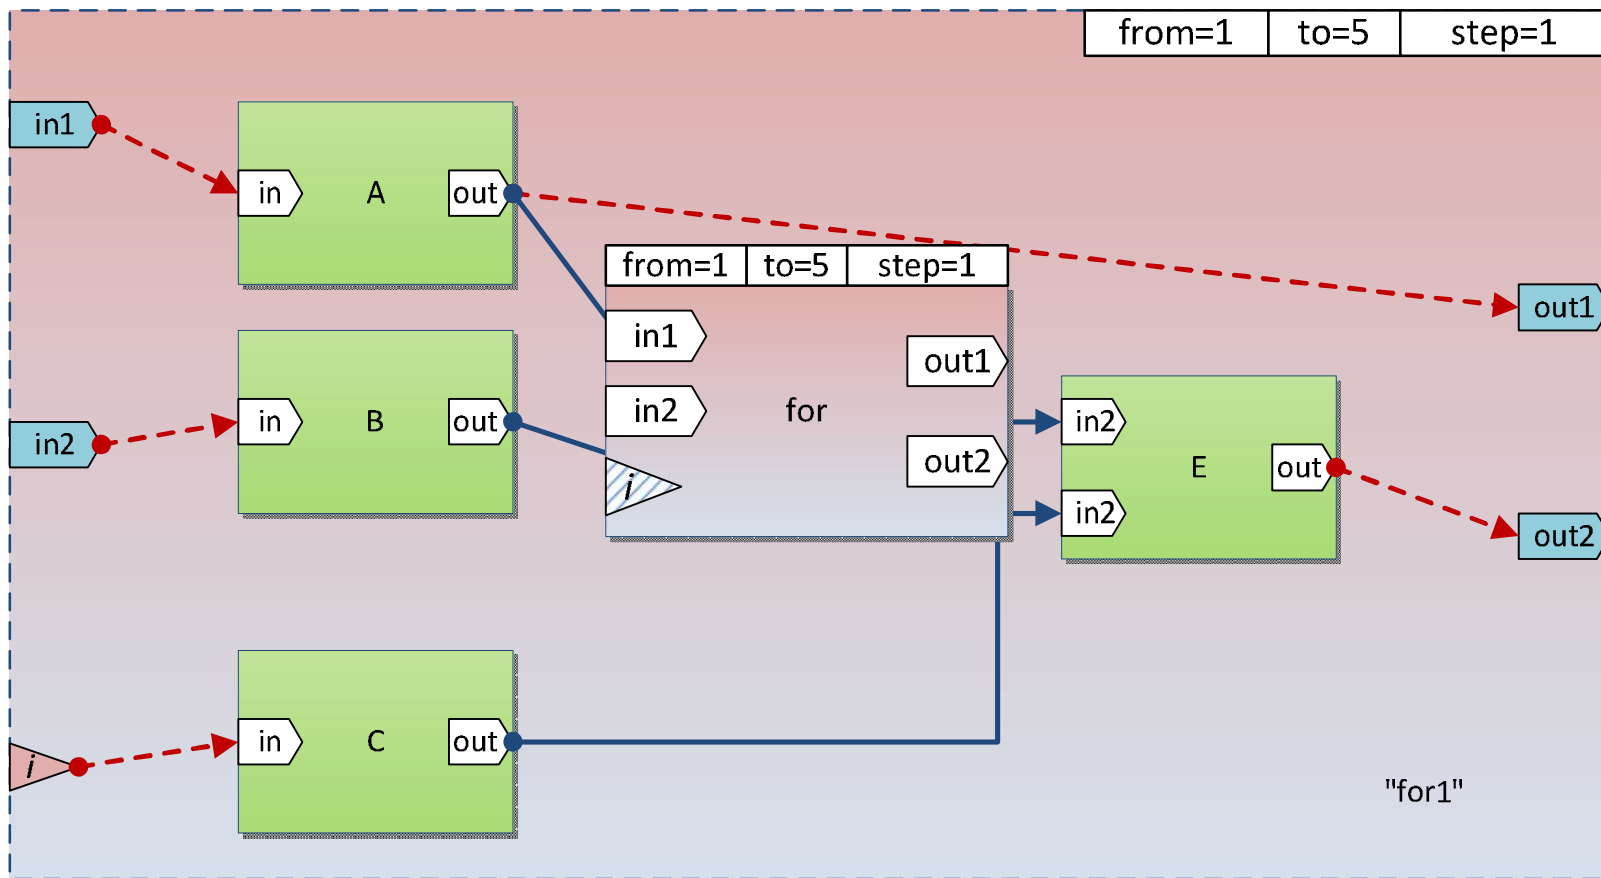 from=1 to=5 step=1
in1
in A out
from=1 to=5 step=1
out1
in1
out1
in2
in B out
in2 for
in2
out2
i
E out
in2
out2
in C out
i
"for1"